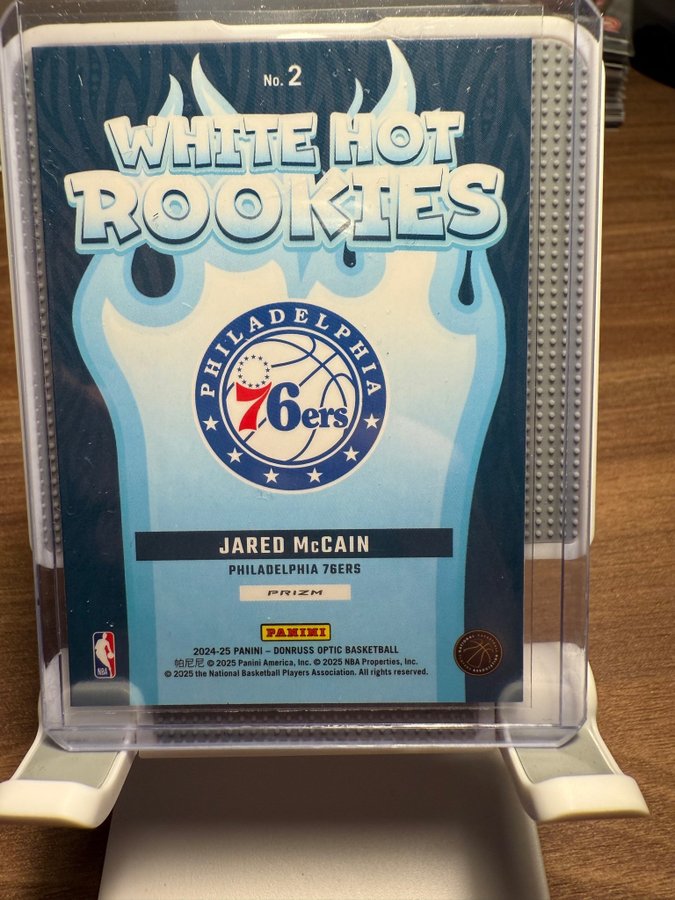 No. 2
WHITE HOT
ROOKIES
PHILADELPHIA
76ers
JARED McCAIN
PHILADELPHIA 76ERS
PRIZM
PANINI
2024-25 PANINI – DONRUSS OPTIC BASKETBALL
帕尼尼 © 2025 Panini America, Inc. © 2025 NBA Properties, Inc.
© 2025 the National Basketball Players Association. All rights reserved.
NBA